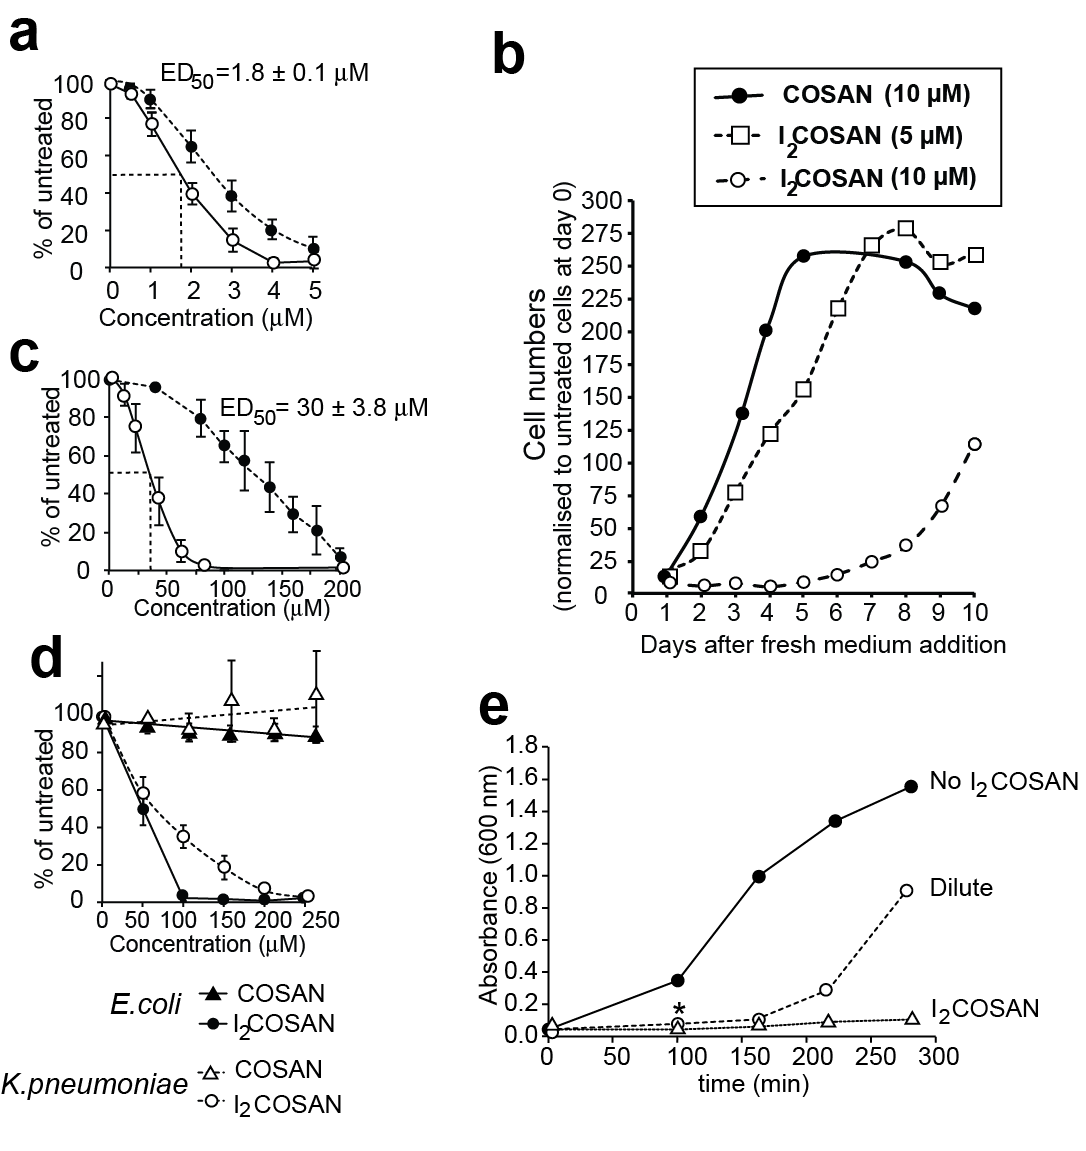 a
ED50=1.8 ± 0.1 μM
% of untreated
100
80
60
40
20
0
0 1 2 3 4 5
Concentration (μM)
b
COSAN (10 μM)
I2COSAN (5 μM)
I2COSAN (10 μM)
Cell numbers
(normalised to untreated cells at day 0)
300
275
250
225
200
175
150
125
100
75
50
25
0
0 1 2 3 4 5 6 7 8 9 10
Days after fresh medium addition
c
ED50= 30 ± 3.8 μM
% of untreated
100
80
60
40
20
0
0 50 100 150 200
Concentration (μM)
d
% of untreated
100
80
60
40
20
0
0 50 100 150 200 250
Concentration (μM)
E.coli
COSAN
I2COSAN
K.pneumoniae
COSAN
I2COSAN
e
Absorbance (600 nm)
1.8
1.6
1.4
1.2
1.0
0.8
0.6
0.4
0.2
0.0
No I2COSAN
Dilute
*
I2COSAN
0 50 100 150 200 250 300
time (min)